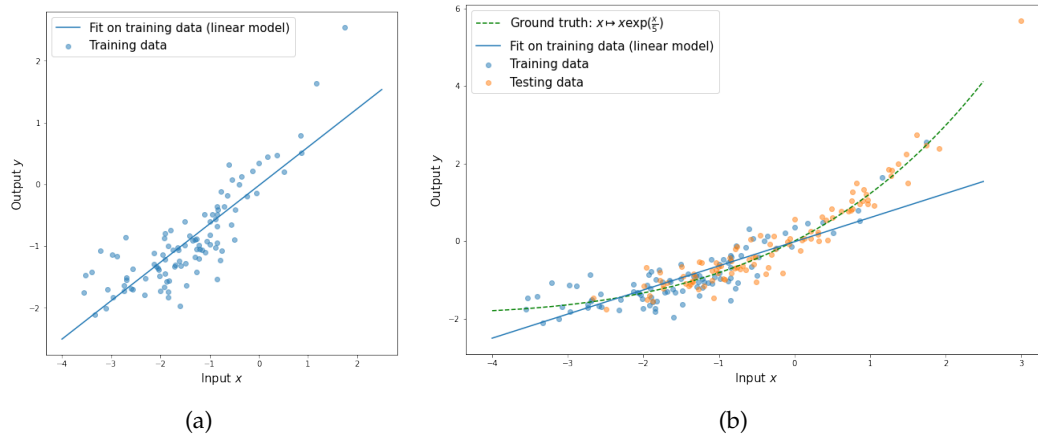 Fit on training data (linear model)
Training data
2
1
0
−1
−2
Output y
−4 −3 −2 −1 0 1 2
Input x
(a)
Ground truth: x ↦ x exp(x/5)
Fit on training data (linear model)
Training data
Testing data
6
4
2
0
−2
Output y
−4 −3 −2 −1 0 1 2 3
Input x
(b)